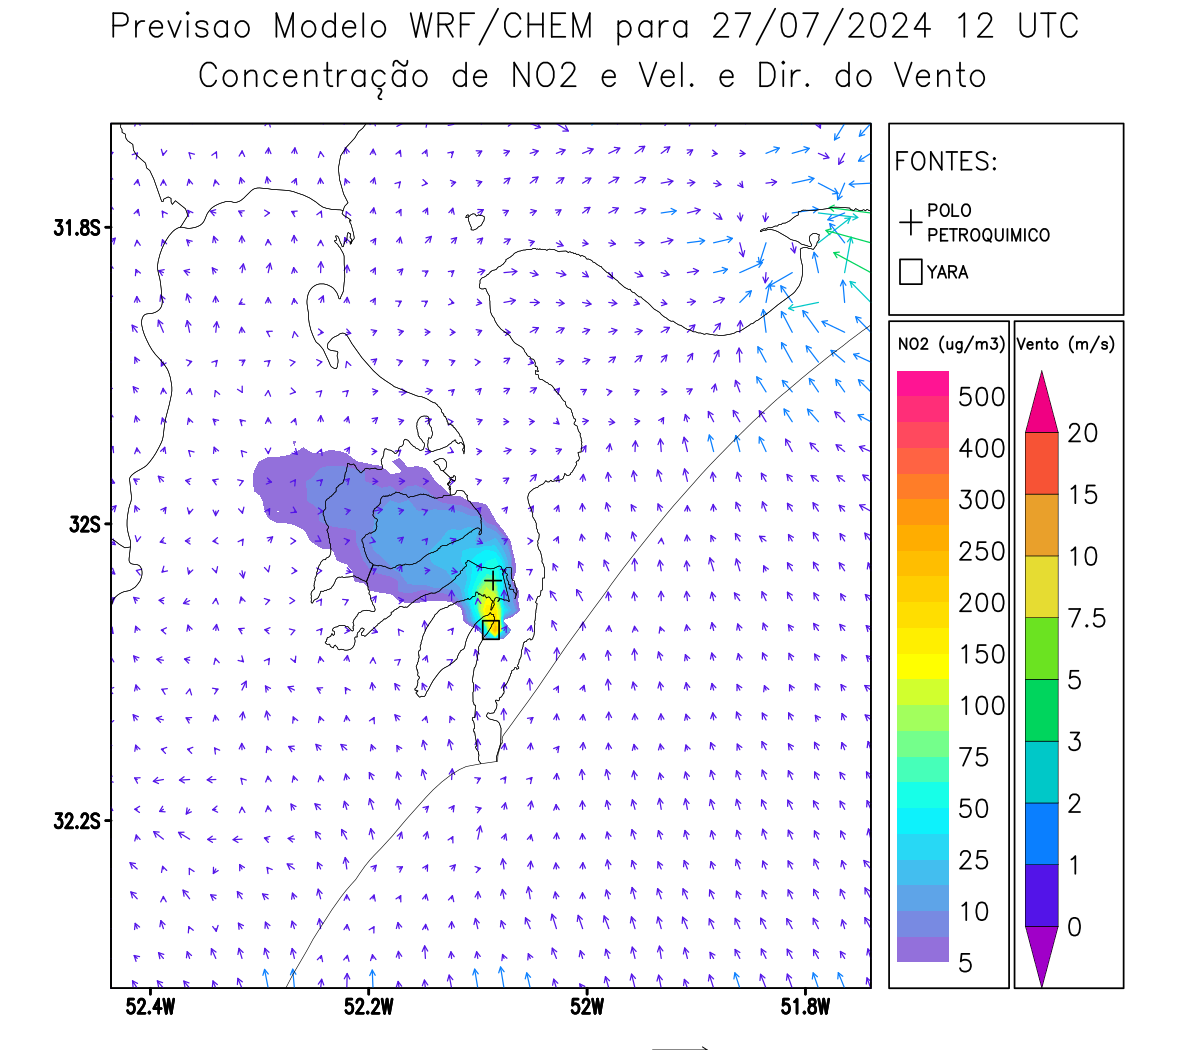 Previsao Modelo WRF/CHEM para 27/07/2024 12 UTC
Concentração de NO2 e Vel. e Dir. do Vento
FONTES:
POLO
PETROQUIMICO
YARA
NO2 (ug/m3)
500
400
300
250
200
150
100
75
50
25
10
5
Vento (m/s)
20
15
10
7.5
5
3
2
1
0
31.8S
32S
32.2S
52.4W
52.2W
52W
51.8W